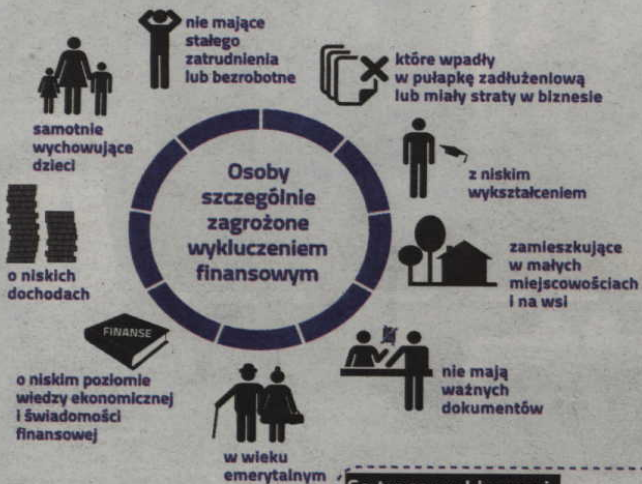 nie mające
stałego
zatrudnienia
lub bezrobotne
które wpadły
w pułapkę zadłużeniową
lub miały straty w biznesie
samotnie
wychowujące
dzieci
Osoby
szczególnie
zagrożone
wykluczeniem
finansowym
z niskim
wykształceniem
zamieszkujące
w małych
miejscowościach
i na wsi
o niskich
dochodach
FINANSE
o niskim poziomie
wiedzy ekonomicznej
i świadomości
finansowej
nie mają
ważnych
dokumentów
w wieku
emerytalnym